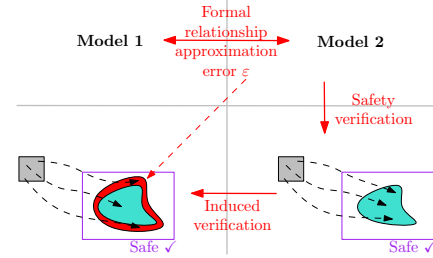 Formal
Model 1
relationship
Model 2
approximation
error ε
Safety
verification
Induced
verification
Safe ✓
Safe ✓